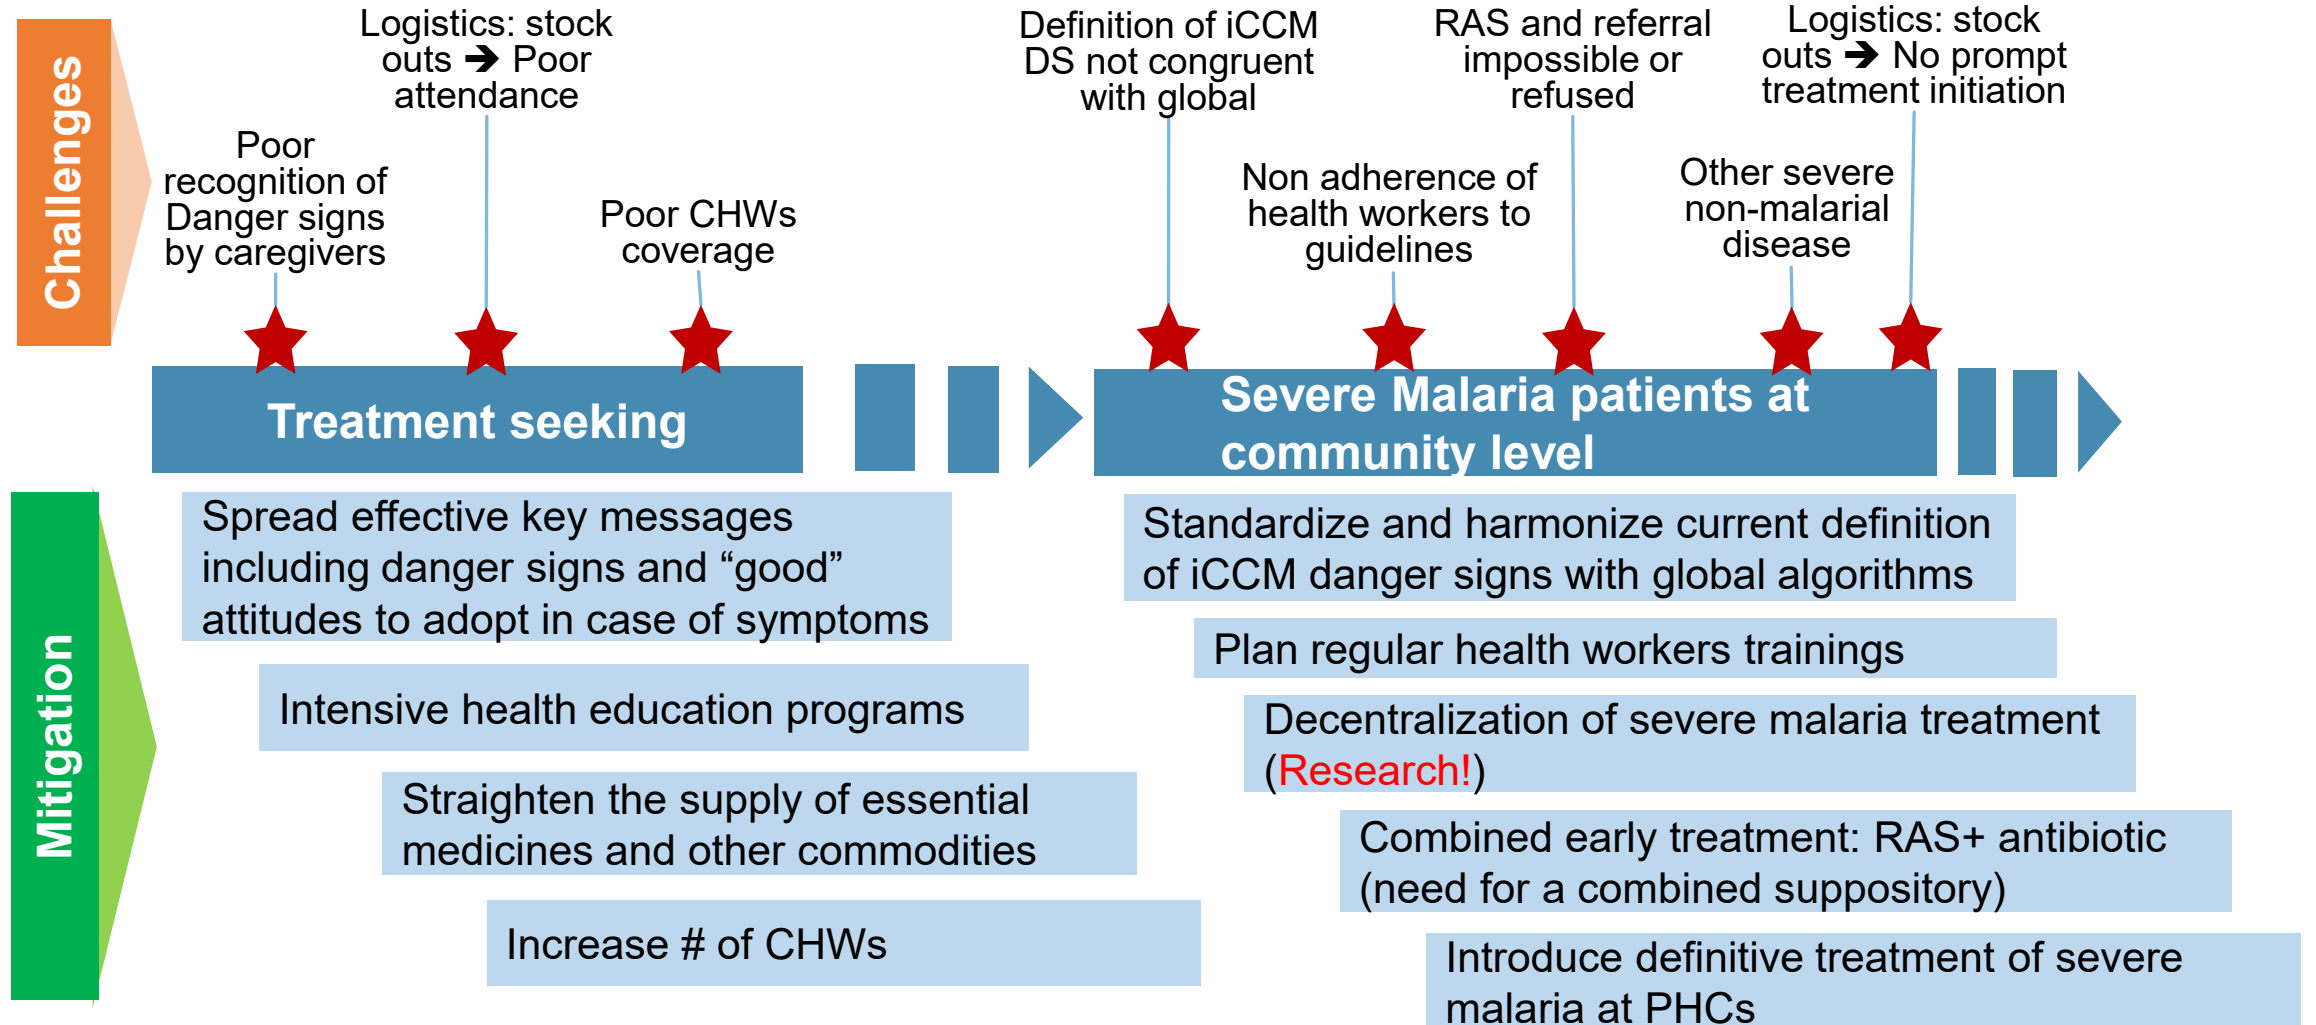 Challenges
Logistics: stock
outs ➔ Poor
attendance
Poor
recognition of
Danger signs
by caregivers
Poor CHWs
coverage
Definition of iCCM
DS not congruent
with global
Non adherence of
health workers to
guidelines
RAS and referral
impossible or
refused
Other severe
non-malarial
disease
Logistics: stock
outs ➔ No prompt
treatment initiation
Treatment seeking
Severe Malaria patients at
community level
Mitigation
Spread effective key messages
including danger signs and “good”
attitudes to adopt in case of symptoms
Intensive health education programs
Straighten the supply of essential
medicines and other commodities
Increase # of CHWs
Standardize and harmonize current definition
of iCCM danger signs with global algorithms
Plan regular health workers trainings
Decentralization of severe malaria treatment
(Research!)
Combined early treatment: RAS+ antibiotic
(need for a combined suppository)
Introduce definitive treatment of severe
malaria at PHCs